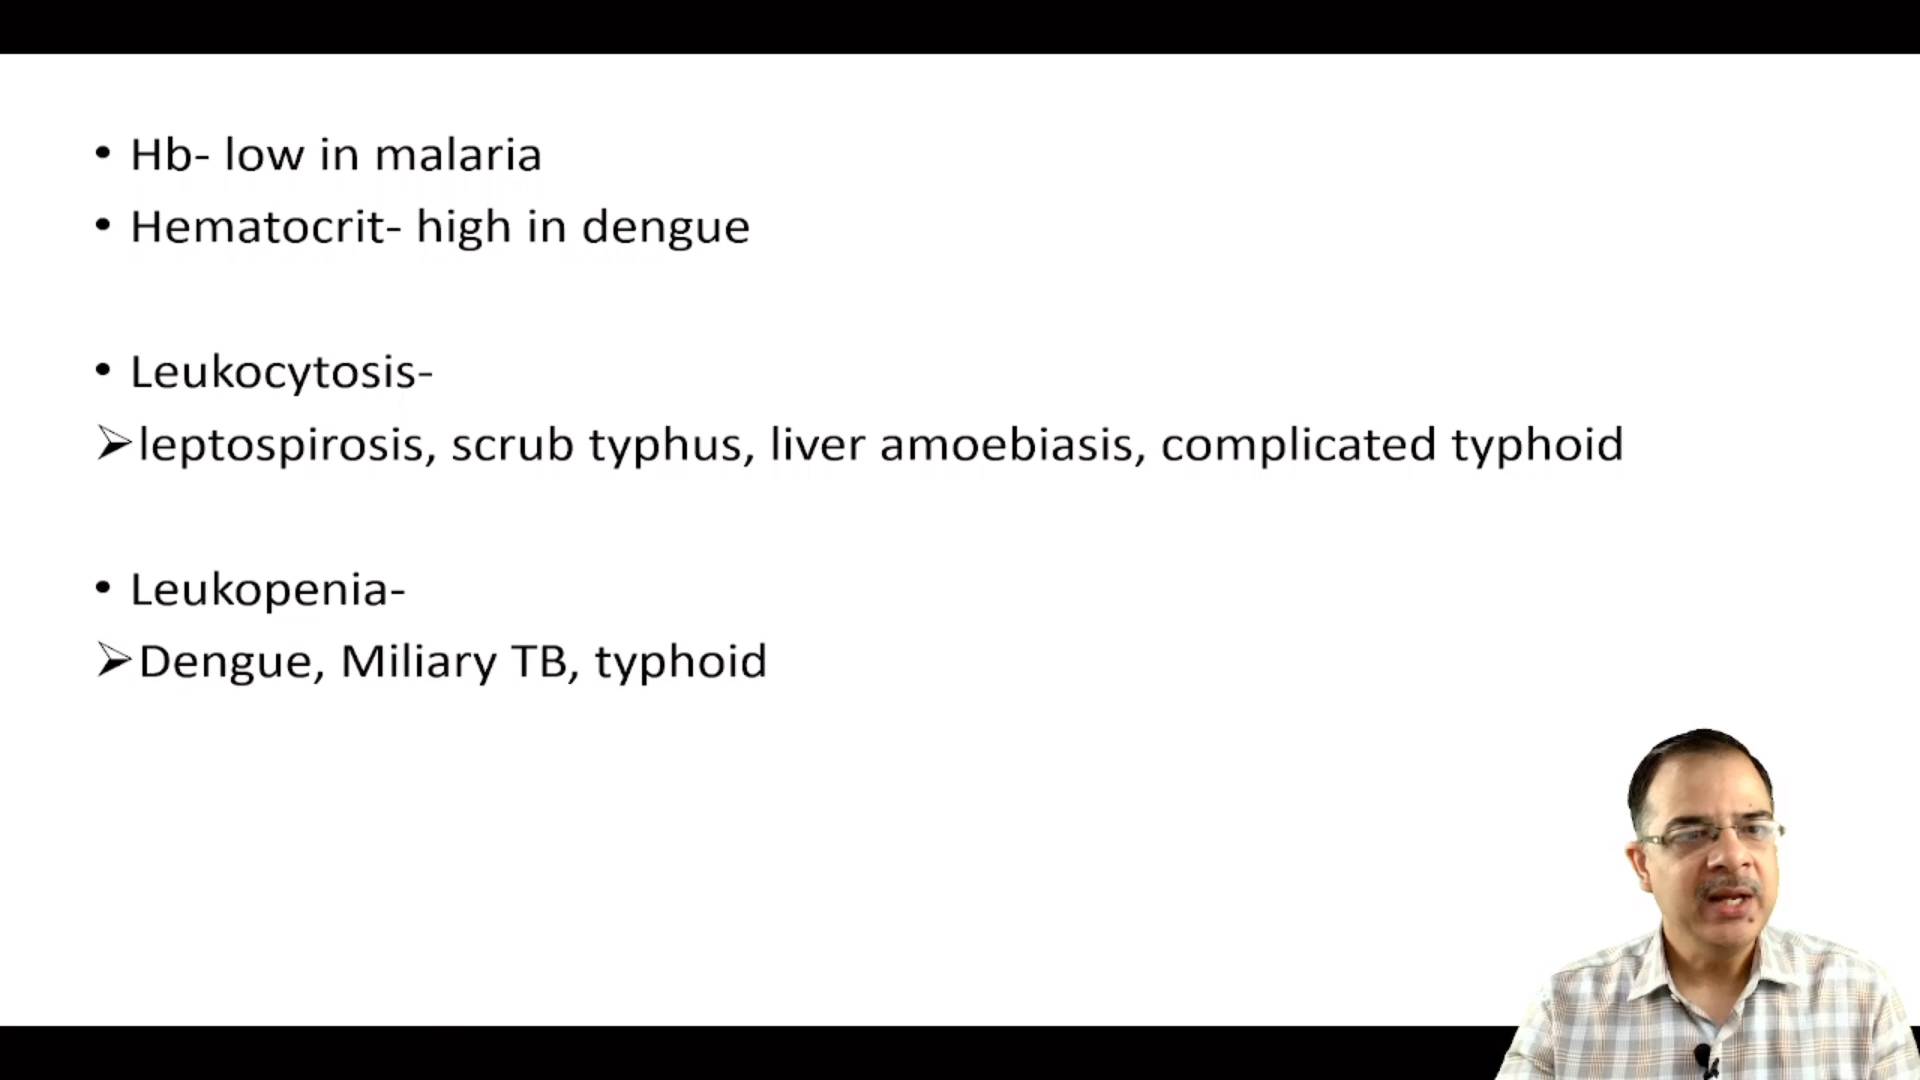 • Hb- low in malaria
• Hematocrit- high in dengue
• Leukocytosis-
➢leptospirosis, scrub typhus, liver amoebiasis, complicated typhoid
• Leukopenia-
➢Dengue, Miliary TB, typhoid